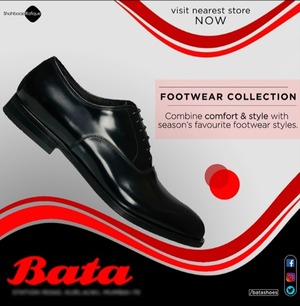 visit nearest store
NOW
FOOTWEAR COLLECTION
Combine comfort & style with
season's favourite footwear styles.
Bata
/batashoes